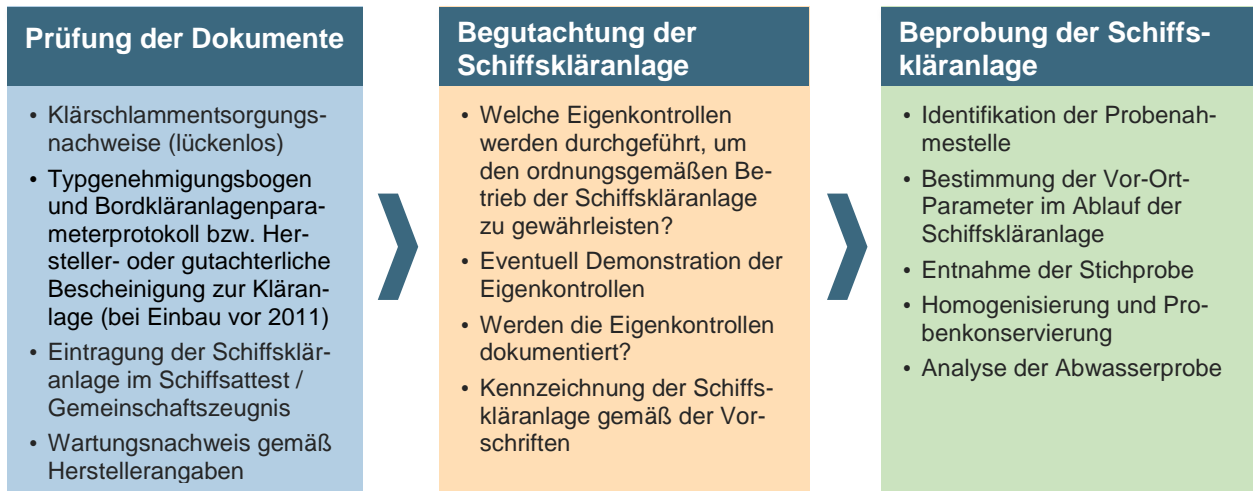 Prüfung der Dokumente
• Klärschlammentsorgungs-
nachweise (lückenlos)
• Typgenehmigungsbogen
und Bordkläranlagenpara-
meterprotokoll bzw. Her-
steller- oder gutachterliche
Bescheinigung zur Kläran-
lage (bei Einbau vor 2011)
• Eintragung der Schiffsklär-
anlage im Schiffsattest /
Gemeinschaftszeugnis
• Wartungsnachweis gemäß
Herstellerangaben
Begutachtung der
Schiffskläranlage
• Welche Eigenkontrollen
werden durchgeführt, um
den ordnungsgemäßen Be-
trieb der Schiffskläranlage
zu gewährleisten?
• Eventuell Demonstration der
Eigenkontrollen
• Werden die Eigenkontrollen
dokumentiert?
• Kennzeichnung der Schiffs-
kläranlage gemäß der Vor-
schriften
Beprobung der Schiffs-
kläranlage
• Identifikation der Probenah-
mestelle
• Bestimmung der Vor-Ort-
Parameter im Ablauf der
Schiffskläranlage
• Entnahme der Stichprobe
• Homogenisierung und Pro-
benkonservierung
• Analyse der Abwasserprobe